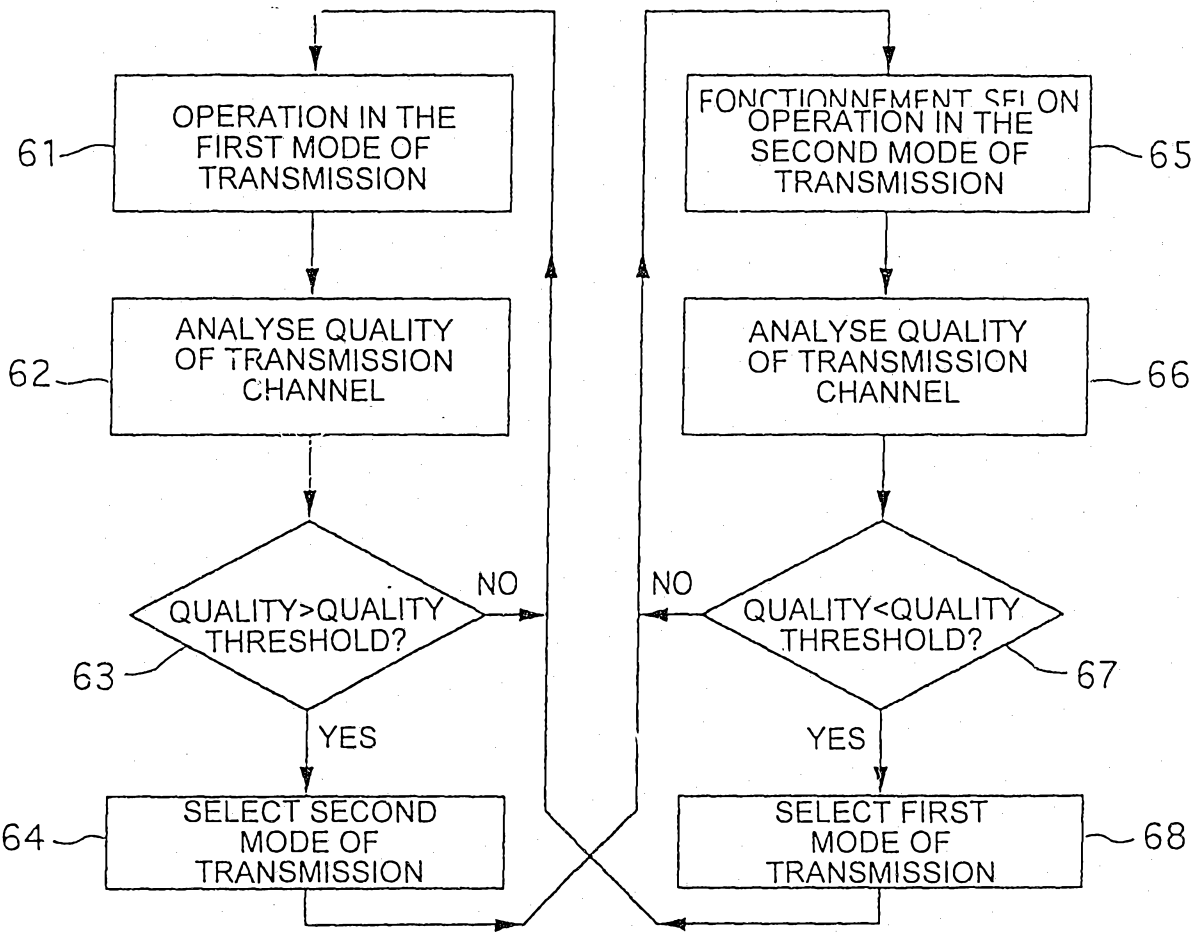 OPERATION IN THE
FIRST MODE OF
TRANSMISSION
61
ANALYSE QUALITY
OF TRANSMISSION
CHANNEL
62
QUALITY>QUALITY
THRESHOLD?
63
NO
YES
SELECT SECOND
MODE OF
TRANSMISSION
64
FONCTIONNEMENT SELON
OPERATION IN THE
SECOND MODE OF
TRANSMISSION
65
ANALYSE QUALITY
OF TRANSMISSION
CHANNEL
66
NO
QUALITY<QUALITY
THRESHOLD?
67
YES
SELECT FIRST
MODE OF
TRANSMISSION
68